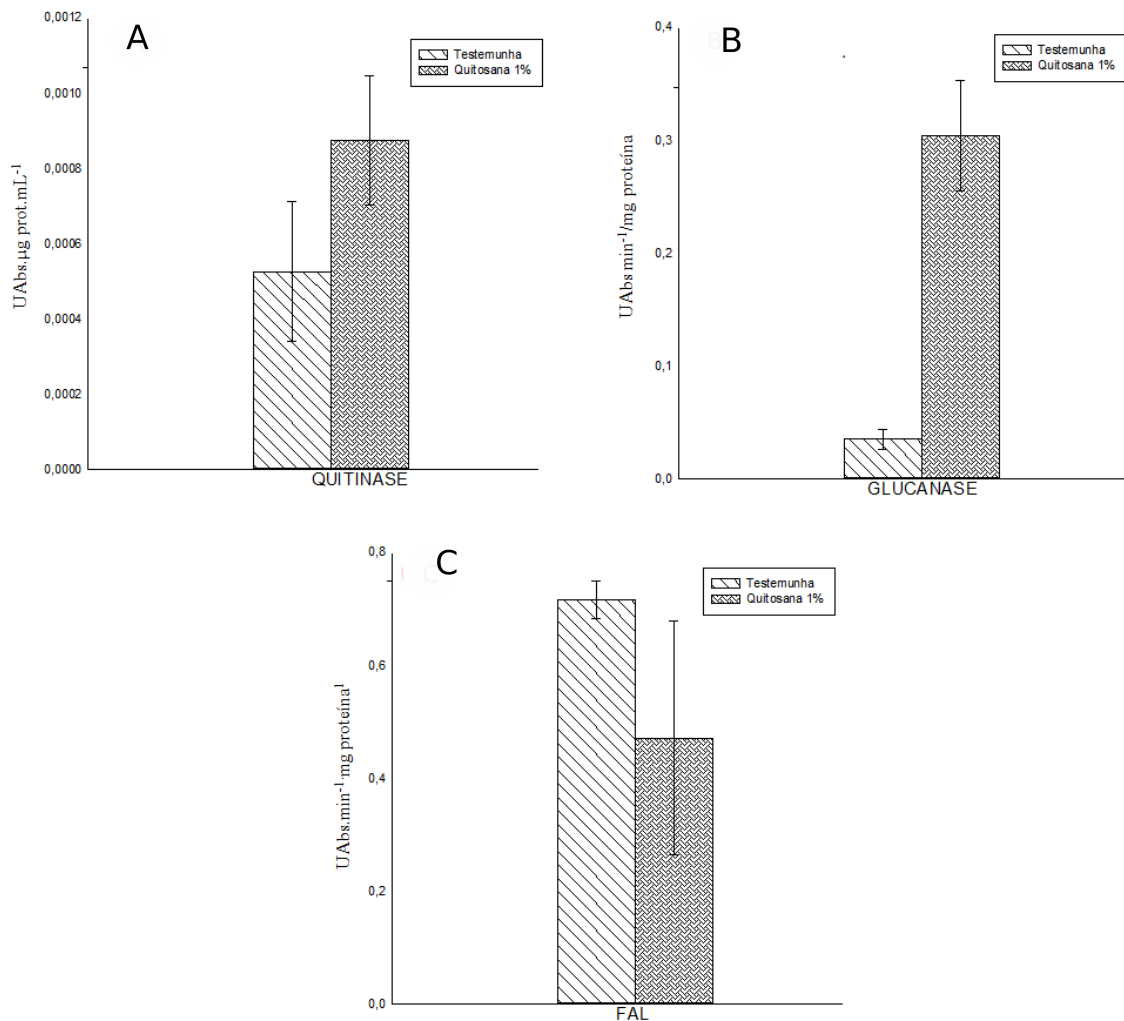 A
0,0012
0,0010
0,0008
0,0006
0,0004
0,0002
0,0000
UAbs.µg prot.mL⁻¹
Testemunha
Quitosana 1%
QUITINASE
B
0,4
0,3
0,2
0,1
0,0
UAbs min⁻¹/mg proteína
Testemunha
Quitosana 1%
GLUCANASE
C
0,8
0,6
0,4
0,2
0,0
UAbs.min⁻¹ mg proteína¹
Testemunha
Quitosana 1%
FAL